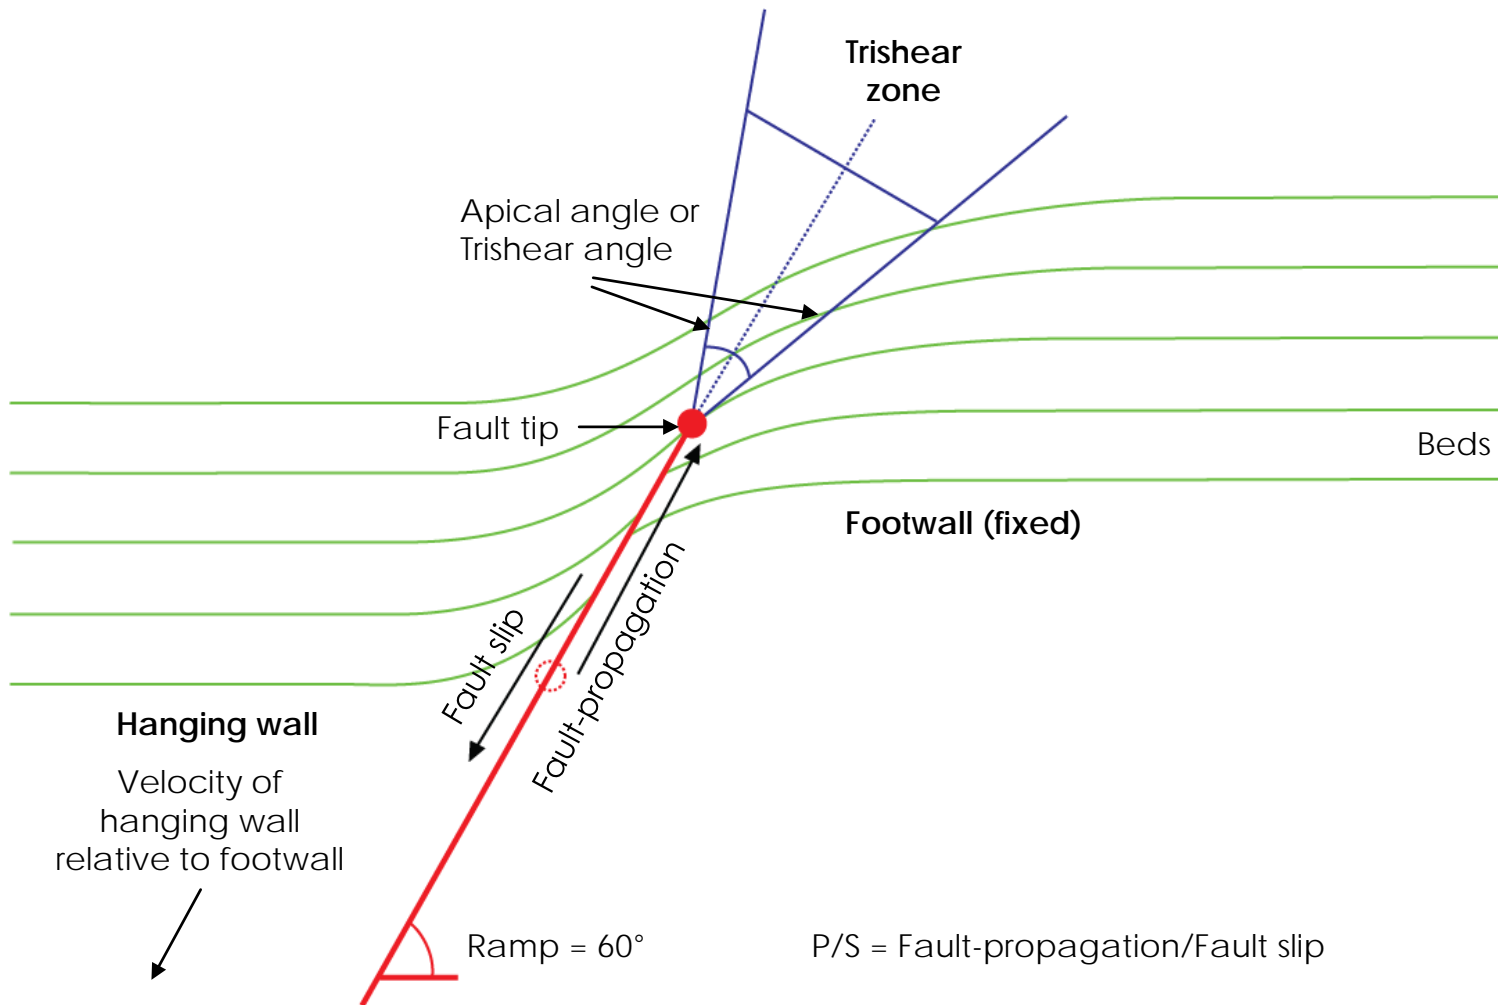 Trishear
zone
Apical angle or
Trishear angle
Fault tip
Beds
Footwall (fixed)
Fault slip
Fault-propagation
Hanging wall
Velocity of
hanging wall
relative to footwall
Ramp = 60°
P/S = Fault-propagation/Fault slip